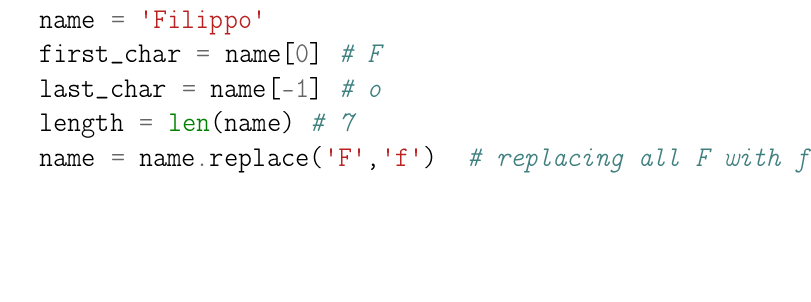 name = 'Filippo'
first_char = name[0] # F
last_char = name[-1] # o
length = len(name) # 7
name = name.replace('F','f')  # replacing all F with f